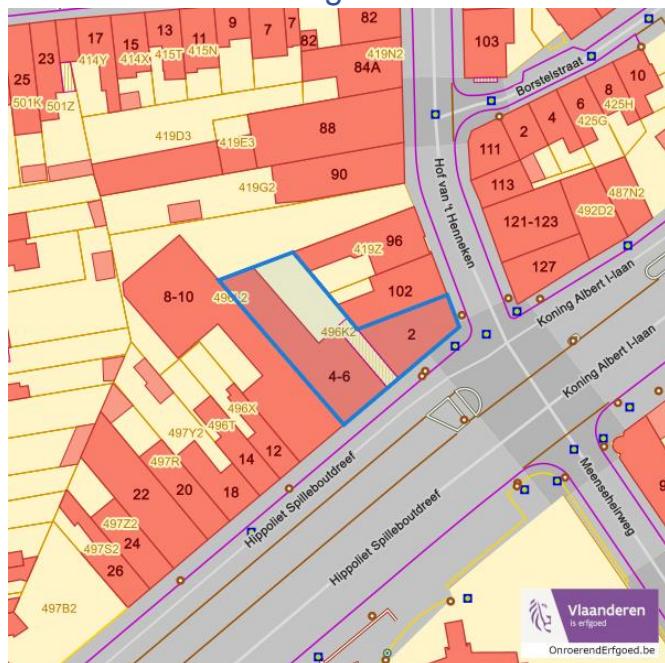 82
9
7
7
17
13
15
11
82
103
23
414Y
415T
415N
414X
419N2
84A
25
501K
501Z
Borstelstraat
10
8
6
425H
88
4
425G
2
419D3
419E3
111
90
Hof van 't Henneken
113
419G2
487N2
121-123
492D2
96
419Z
127
8-10
102
Koning Albert I-laan
496K2
2
Koning Albert I-laan
4-6
496X
496T
497Y2
12
14
497R
Meenseheirweg
22
20
18
Hippoliet Spilleboutdreef
Hippoliet Spilleboutdreef
497Z2
24
497S2
26
497B2
Vlaanderen
is erfgoed
OnroerendErfgoed.be